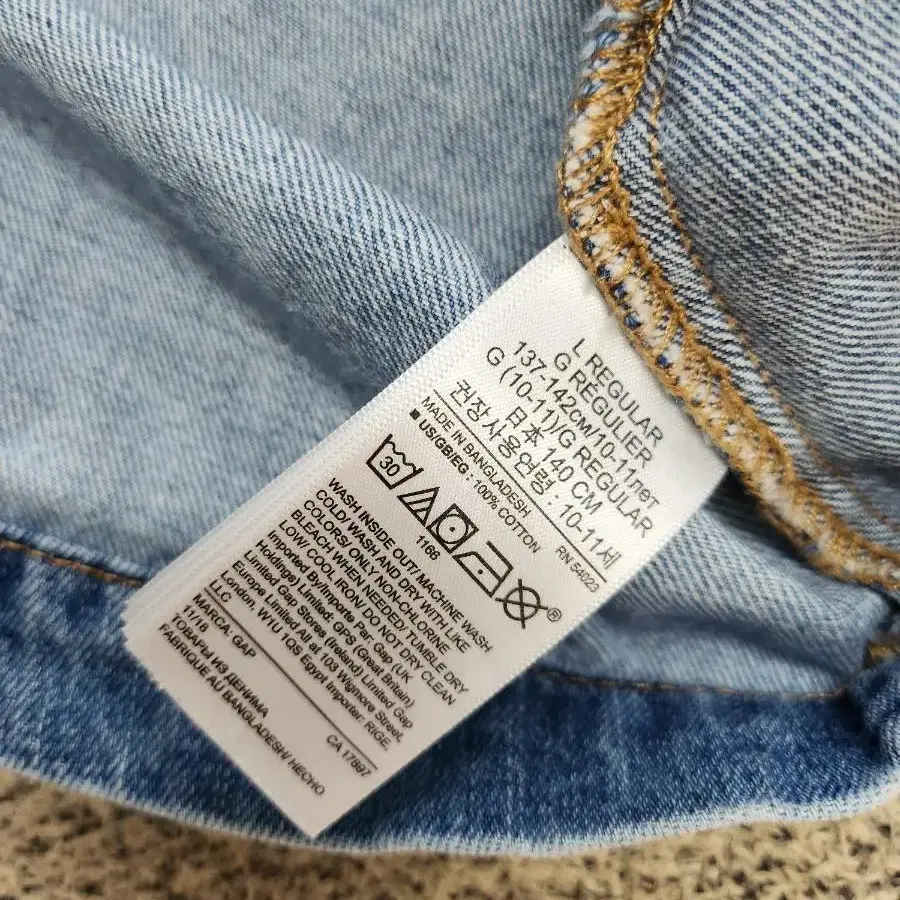 L REGULAR
G RÉGULIER
137-142CM/10-11лет
G (10-11)/G REGULAR
日本 140 CM
권장사용연령: 10-11세
MADE IN BANGLADESH RN 54023
■ US/GB/EG : 100% COTTON
30
1166
®
WASH INSIDE OUT/ MACHINE WASH
COLD/ WASH AND DRY WITH LIKE
COLORS/ ONLY NON-CHLORINE
BLEACH WHEN NEEDED/ TUMBLE DRY
LOW/ COOL IRON/ DO NOT DRY CLEAN
Imported By/Importe Par: Gap (UK
Holdings) Limited: GPS (Great Britain)
Limited Gap Stores (Ireland) Limited Gap
Europe Limited All at 103 Wigmore Street,
London, W1U 1QS Egypt Importer: RIGE
LLC
MARCA: GAP CA 17897
11/18
ТОВАРЫ ИЗ ДЕНИМА
FABRIQUÉ AU BANGLADESH/ HECHO